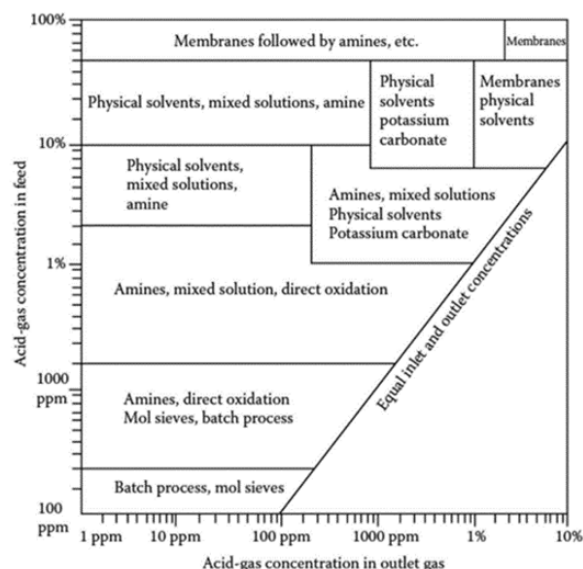 100%
Membranes followed by amines, etc.
Membranes
Physical solvents, mixed solutions, amine
Physical
solvents
potassium
carbonate
Membranes
physical
solvents
10%
Physical solvents,
mixed solutions,
amine
Amines, mixed solutions
Physical solvents
Potassium carbonate
Acid-gas concentration in feed
1%
Amines, mixed solution, direct oxidation
Equal inlet and outlet concentrations
1000
ppm
Amines, direct oxidation
Mol sieves, batch process
Batch process, mol sieves
100
ppm
1 ppm 10 ppm 100 ppm 1000 ppm 1% 10%
Acid-gas concentration in outlet gas